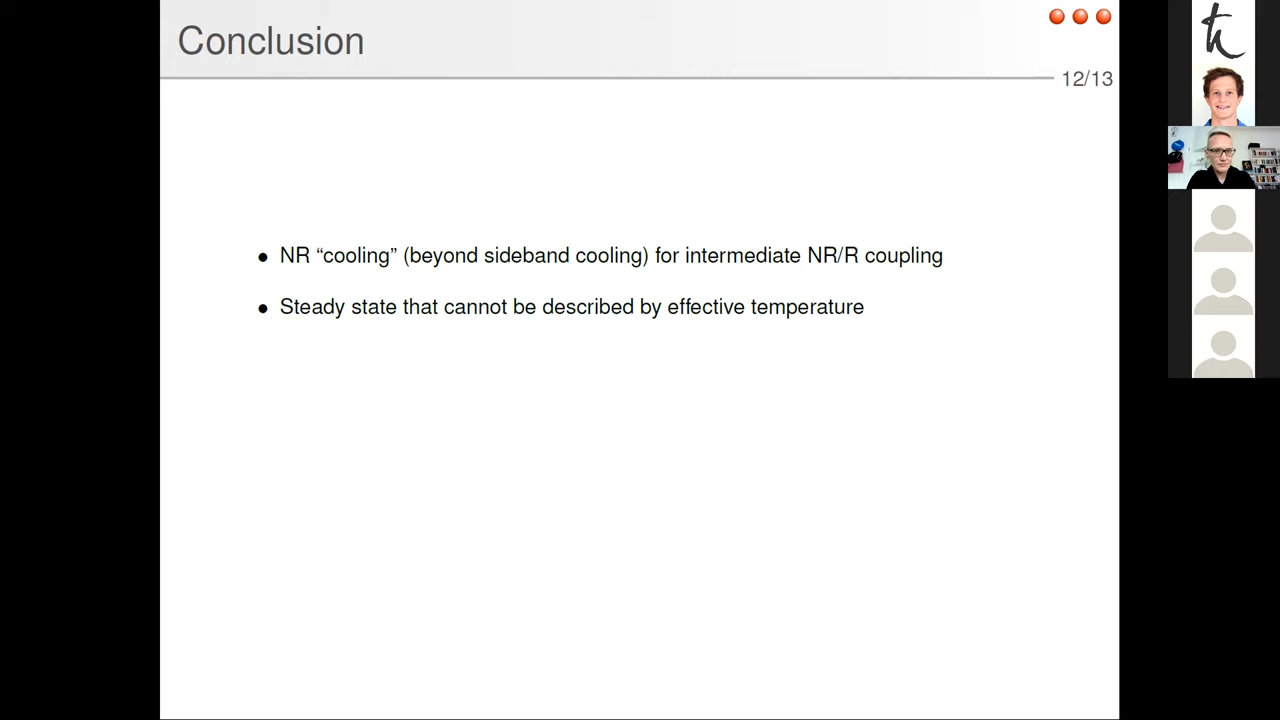 Conclusion
12/13
• NR “cooling” (beyond sideband cooling) for intermediate NR/R coupling
• Steady state that cannot be described by effective temperature